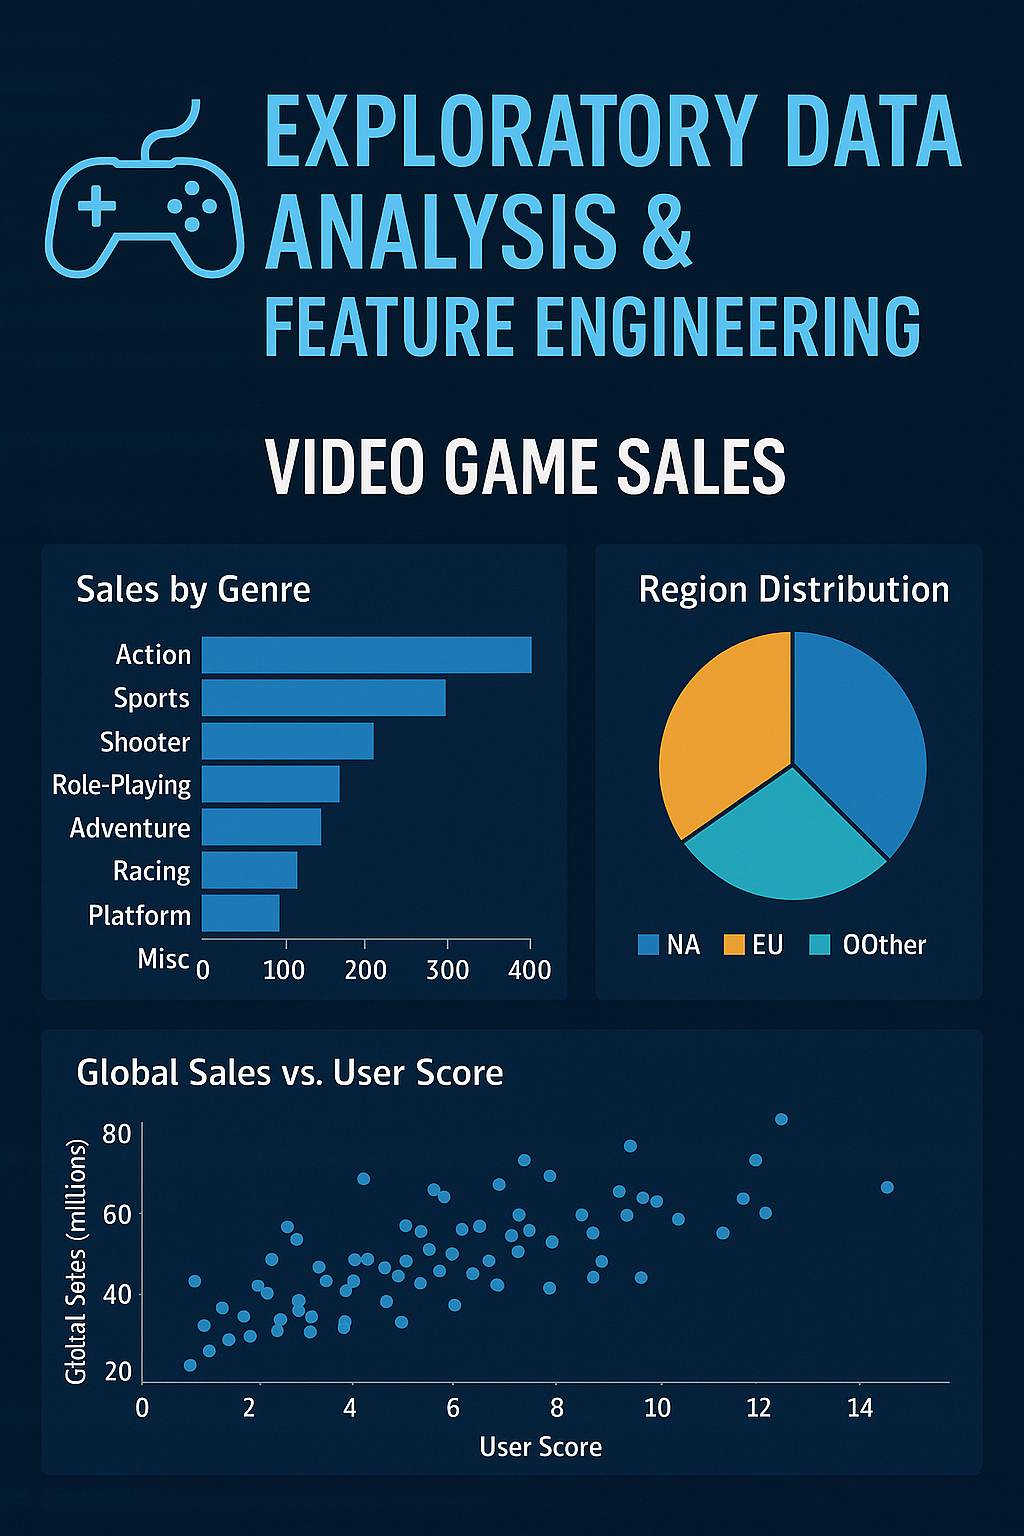 EXPLORATORY DATA
ANALYSIS &
FEATURE ENGINEERING
VIDEO GAME SALES
Sales by Genre
Action
Sports
Shooter
Role-Playing
Adventure
Racing
Platform
Misc
0 100 200 300 400
Region Distribution
NA EU OOther
Global Sales vs. User Score
Gloltal Setes (mlllions)
80
60
40
20
0 2 4 6 8 10 12 14
User Score